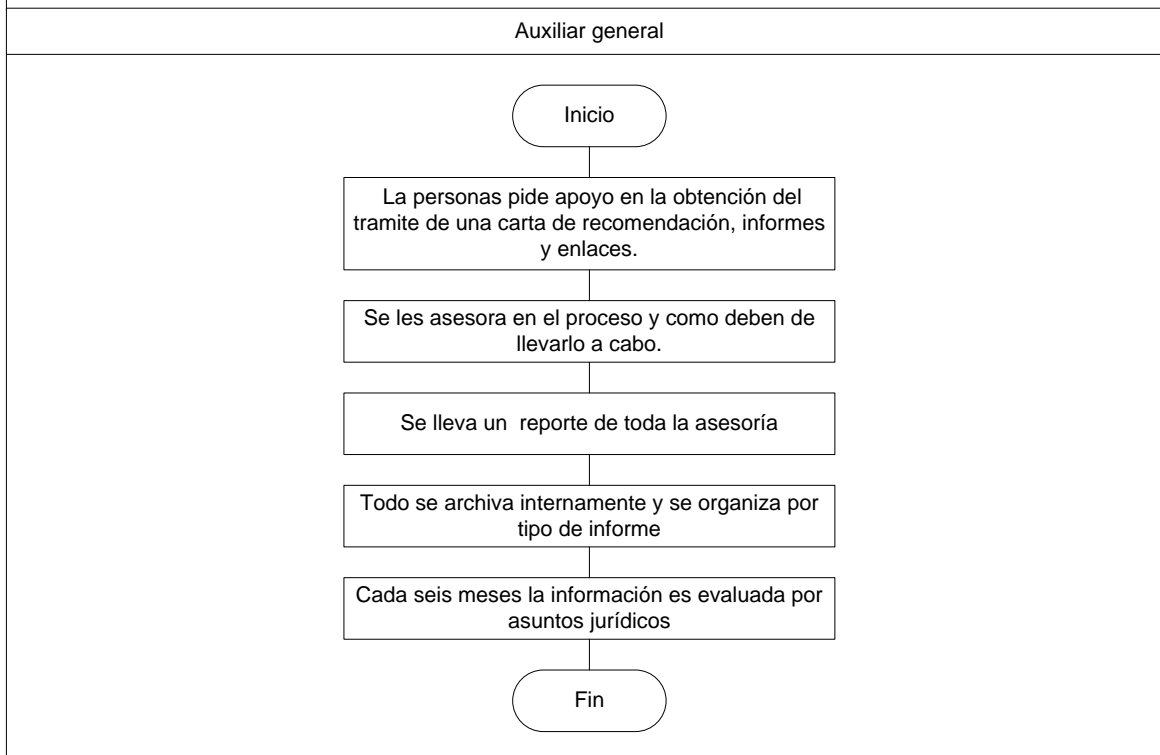 Auxiliar general
Inicio
La personas pide apoyo en la obtención del
tramite de una carta de recomendación, informes
y enlaces.
Se les asesora en el proceso y como deben de
llevarlo a cabo.
Se lleva un  reporte de toda la asesoría
Todo se archiva internamente y se organiza por
tipo de informe
Cada seis meses la información es evaluada por
asuntos jurídicos
Fin